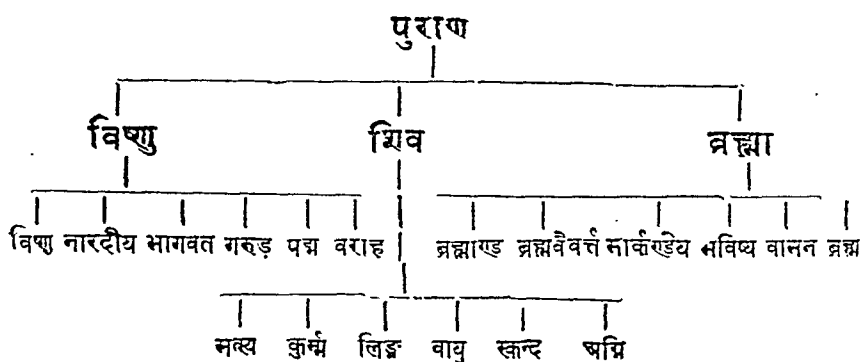 पुराण
विष्णु शिव ब्रह्मा
विष्णु नारदीय भागवत गरुड़ पद्म वराह ब्रह्माण्ड ब्रह्मवैवर्त्त मार्कण्डेय भविष्य वामन ब्रह्म
मत्स्य कुर्म्म लिङ्ग वायु स्कन्द अग्नि